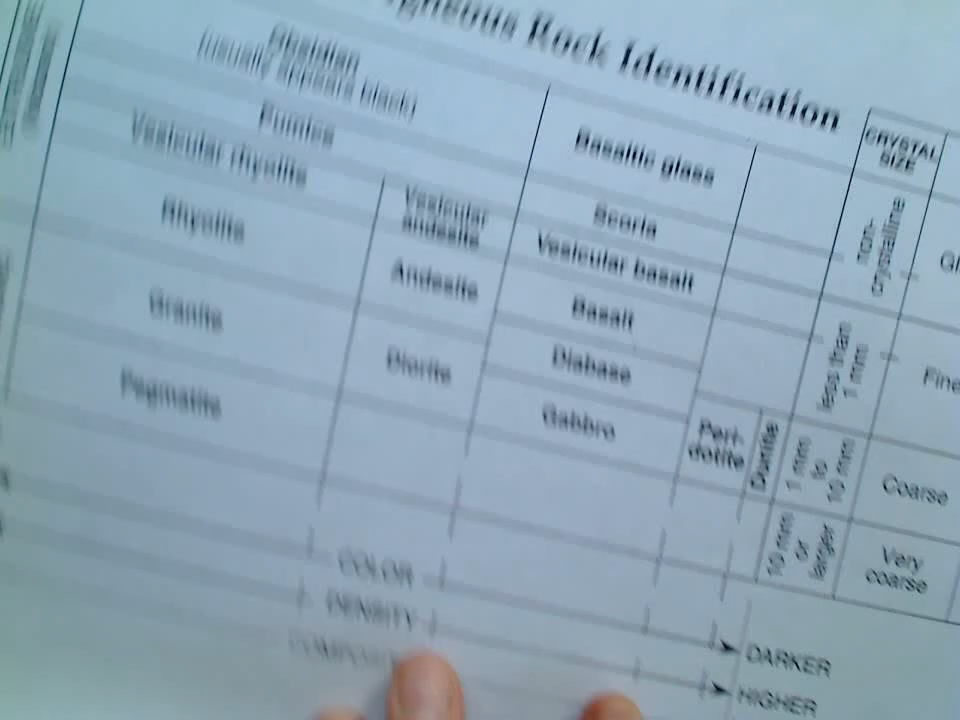 Igneous Rock Identification
Obsidian
(usually appears black)
Basaltic glass
Pumice
Scoria
Vesicular rhyolite
Vesicular
andesite
Vesicular basalt
Rhyolite
Andesite
Basalt
Diabase
Granite
Diorite
Gabbro
Peri-
dotite
Dunite
Pegmatite
CRYSTAL
SIZE
non-
crystalline
less than
1 mm
Fine
1 mm
to
10 mm
Coarse
10 mm
or
larger
Very
coarse
COLOR
DARKER
DENSITY
HIGHER